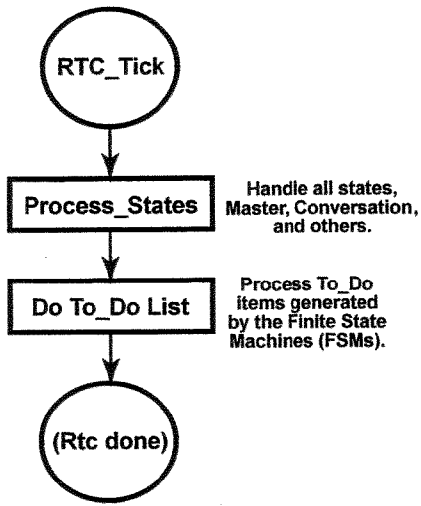 RTC_Tick
Process_States
Handle all states,
Master, Conversation,
and others.
Do To_Do List
Process To_Do
items generated
by the Finite State
Machines (FSMs).
(Rtc done)